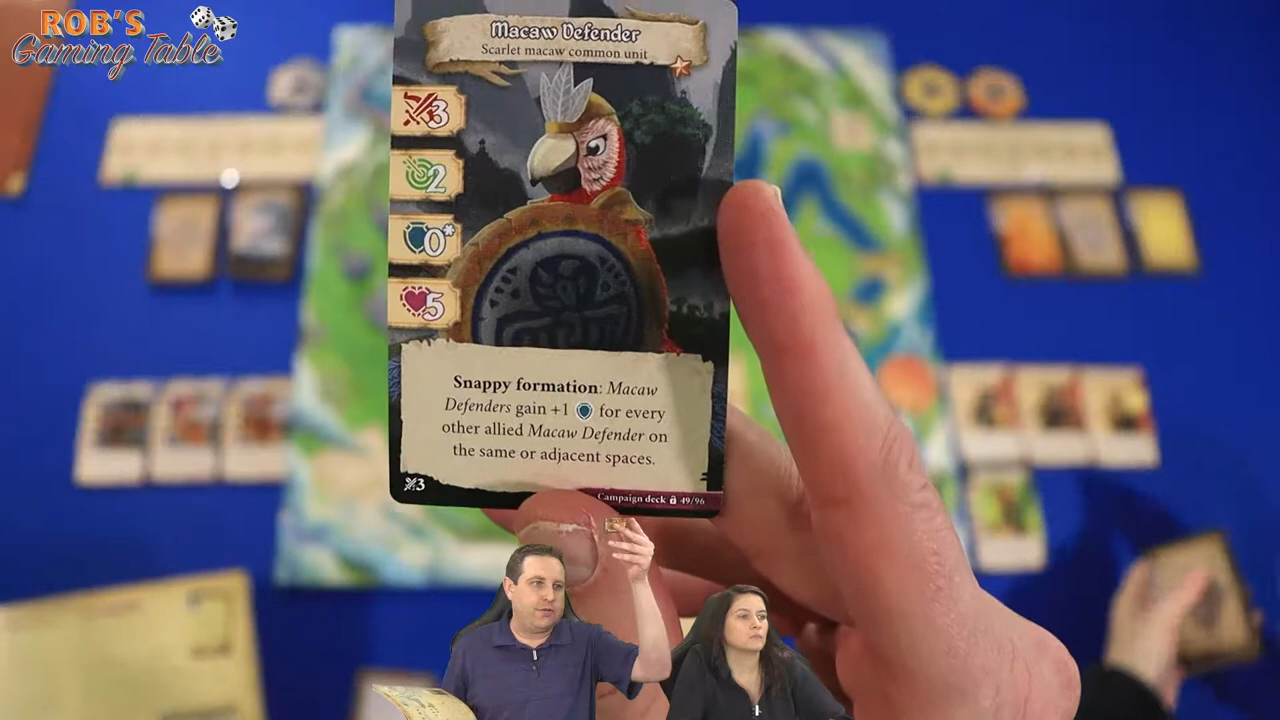 ROB'S
Gaming Table
Macaw Defender
Scarlet macaw common unit
3
2
0*
5
Snappy formation: Macaw
Defenders gain +1 for every
other allied Macaw Defender on
the same or adjacent spaces.
3
Campaign deck 49/96